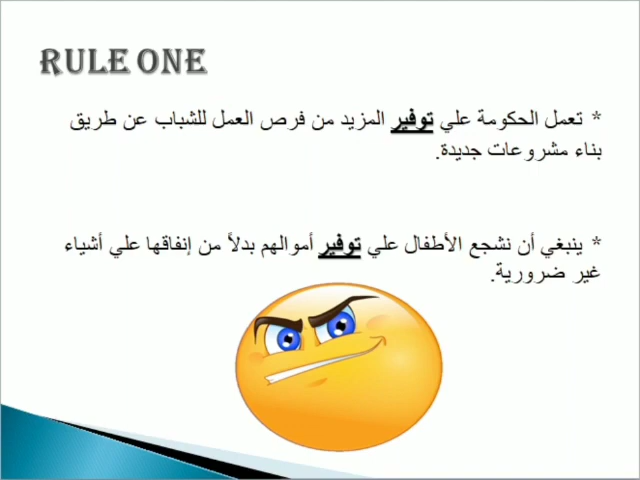 RULE ONE
* تعمل الحكومة علي توفير المزيد من فرص العمل للشباب عن طريق
بناء مشروعات جديدة.
* ينبغي أن نشجع الأطفال علي توفير أموالهم بدلاً من إنفاقها علي أشياء
غير ضرورية.